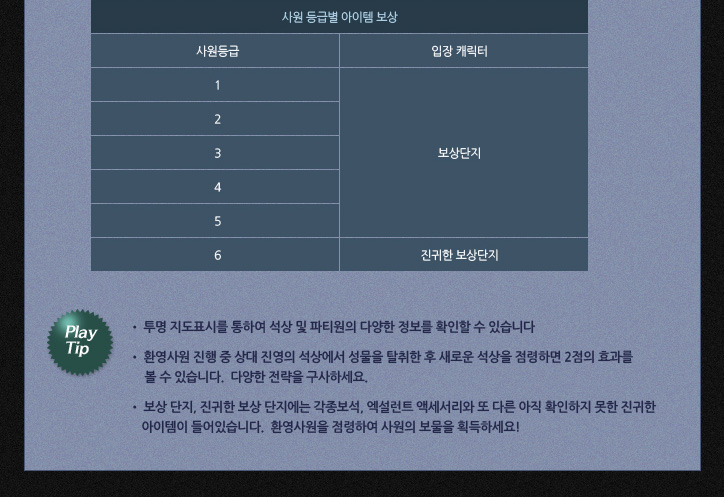 사원 등급별 아이템 보상
사원등급 입장 캐릭터
1
2
3 보상단지
4
5
6 진귀한 보상단지
Play
Tip
· 투명 지도표시를 통하여 석상 및 파티원의 다양한 정보를 확인할 수 있습니다
· 환영사원 진행 중 상대 진영의 석상에서 성물을 탈취한 후 새로운 석상을 점령하면 2점의 효과를
볼 수 있습니다. 다양한 전략을 구사하세요.
· 보상 단지, 진귀한 보상 단지에는 각종보석, 엑설런트 액세서리와 또 다른 아직 확인하지 못한 진귀한
아이템이 들어있습니다. 환영사원을 점령하여 사원의 보물을 획득하세요!